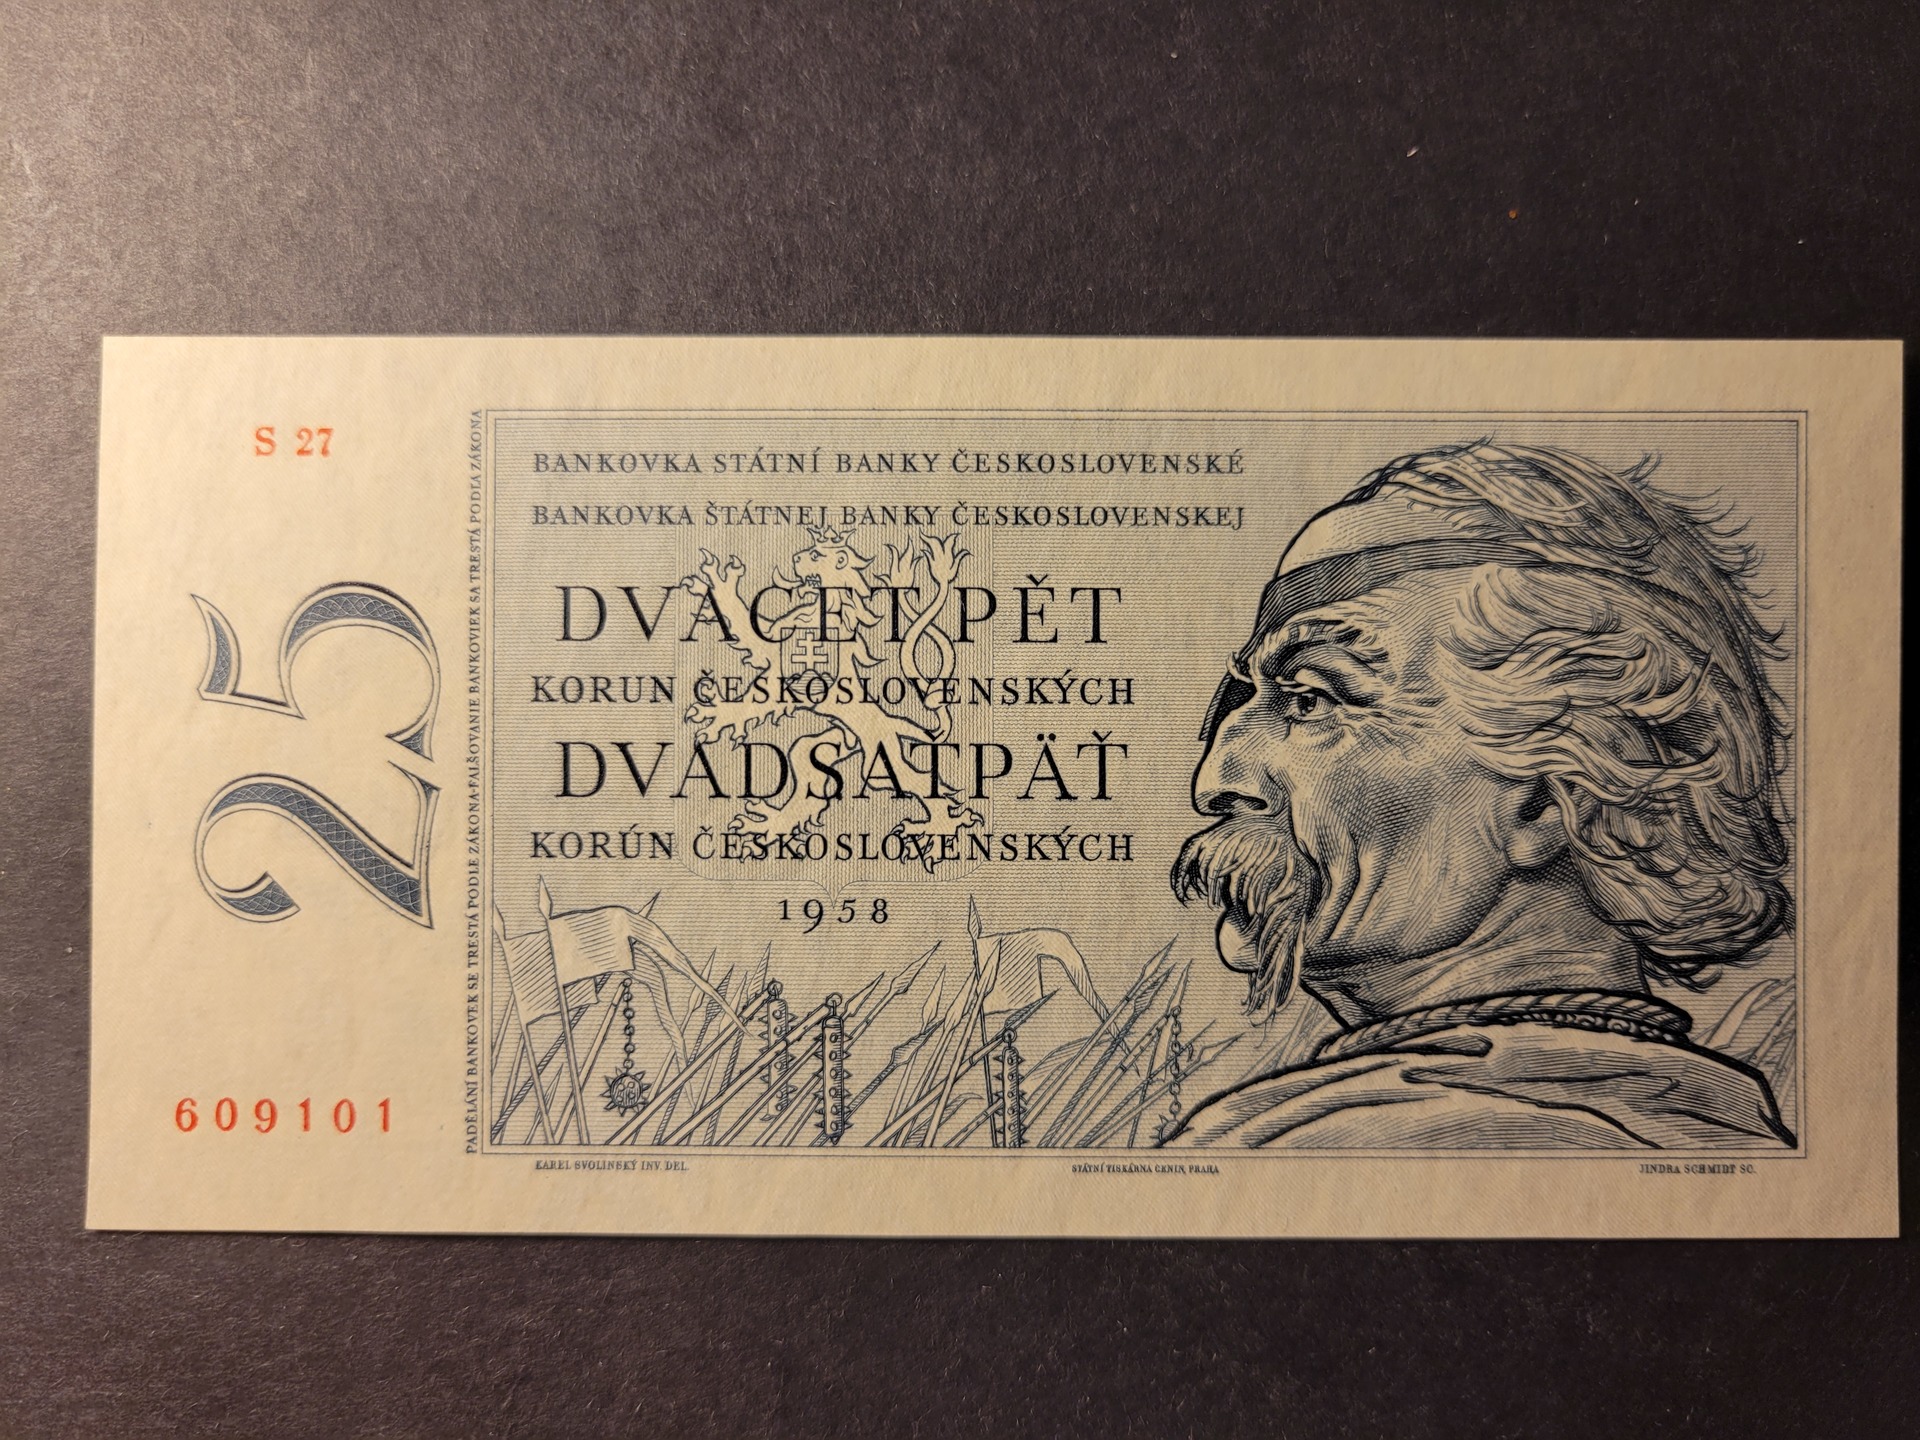 S 27
25
609101
PADĚLÁNÍ BANKOVEK SE TRESTÁ PODLE ZÁKONA-FALŠOVANIE BANKOVIEK SA TRESTÁ PODĽA ZÁKONA
BANKOVKA STÁTNÍ BANKY ČESKOSLOVENSKÉ
BANKOVKA ŠTÁTNEJ BANKY ČESKOSLOVENSKEJ
DVACET PĚT
KORUN ČESKOSLOVENSKÝCH
DVADSAŤPÄŤ
KORÚN ČESKOSLOVENSKÝCH
1958
KAREL SVOLINSKÝ INV. DEL.
STÁTNÍ TISKÁRNA CENIN, PRAHA
JINDRA SCHMIDT SC.